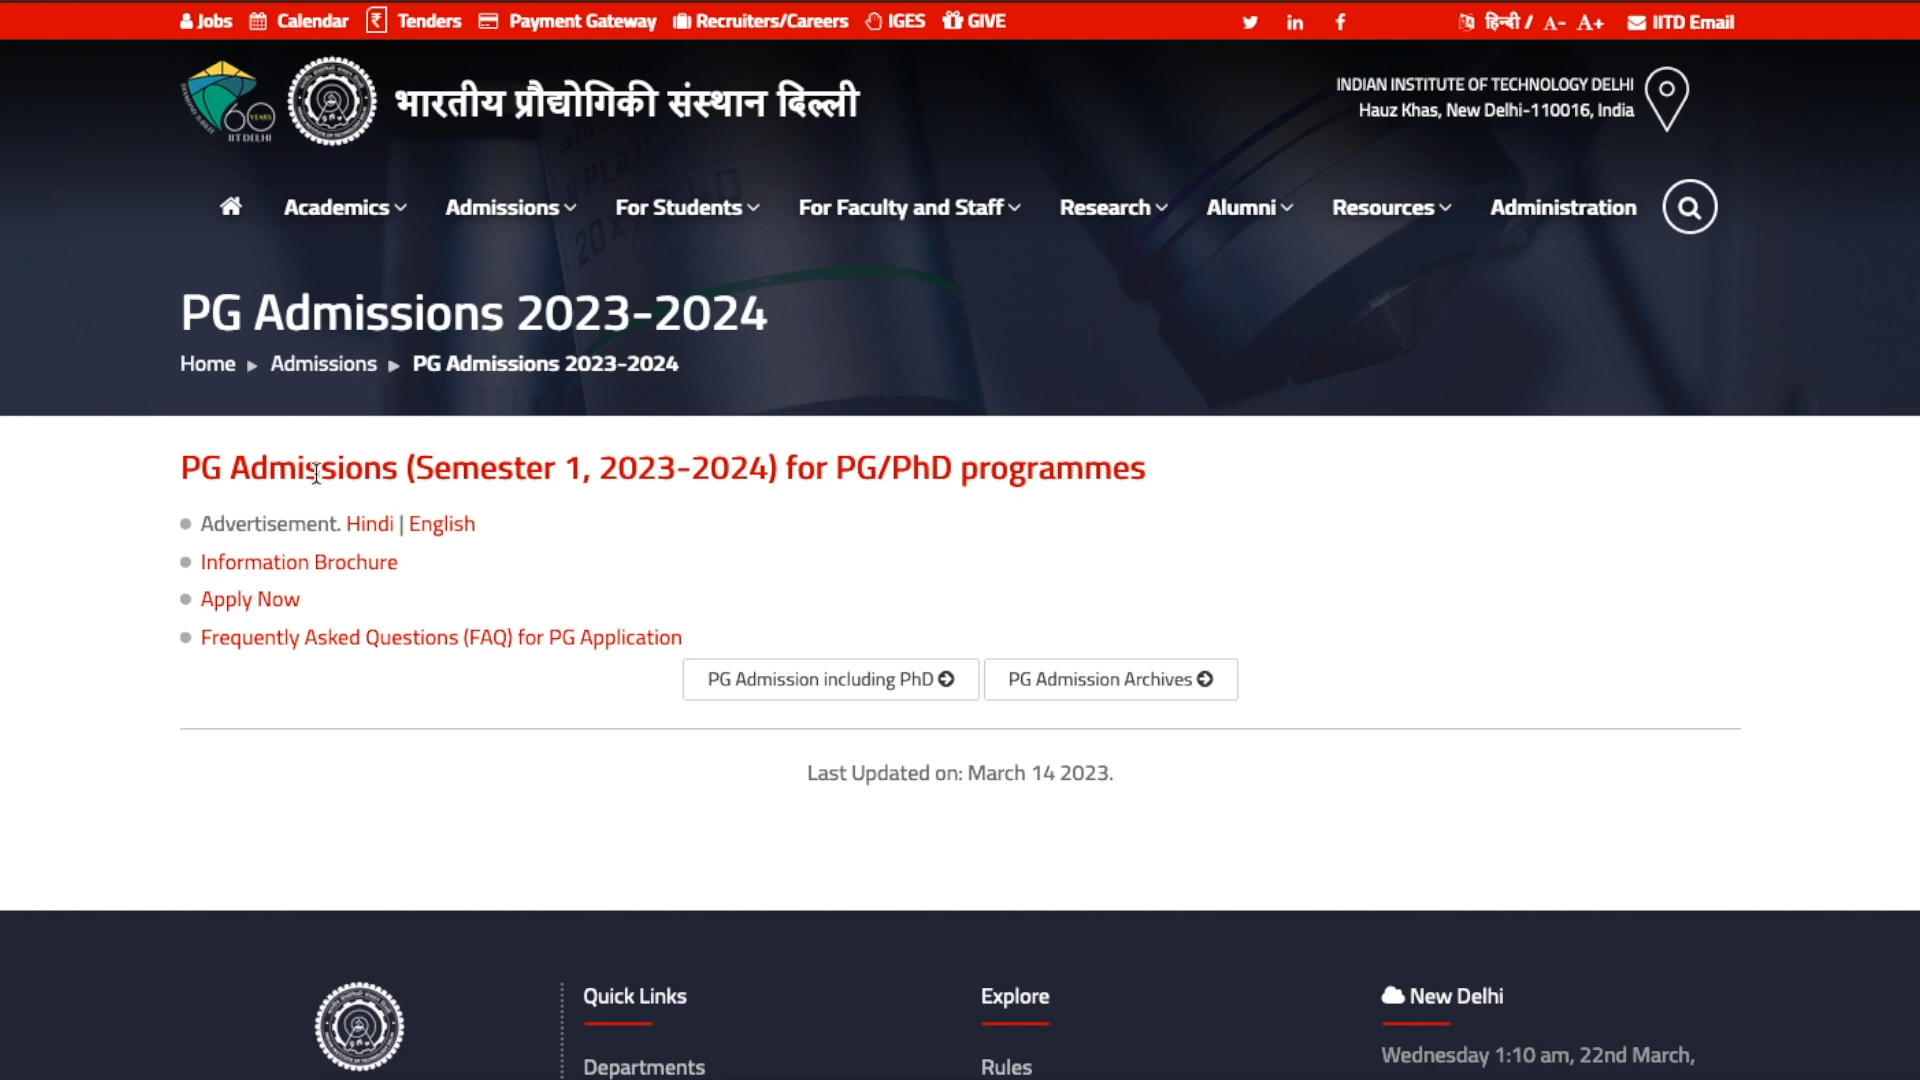 Jobs Calendar Tenders Payment Gateway Recruiters/Careers IGES GIVE हिन्दी / A- A+ IITD Email
60 YEARS
IIT DELHI
भारतीय प्रौद्योगिकी संस्थान दिल्ली
INDIAN INSTITUTE OF TECHNOLOGY DELHI
Hauz Khas, New Delhi-110016, India
Academics Admissions For Students For Faculty and Staff Research Alumni Resources Administration
PG Admissions 2023-2024
Home ▸ Admissions ▸ PG Admissions 2023-2024
PG Admissions (Semester 1, 2023-2024) for PG/PhD programmes
Advertisement. Hindi | English
Information Brochure
Apply Now
Frequently Asked Questions (FAQ) for PG Application
PG Admission including PhD PG Admission Archives
Last Updated on: March 14 2023.
Quick Links Explore New Delhi
Departments Rules Wednesday 1:10 am, 22nd March,